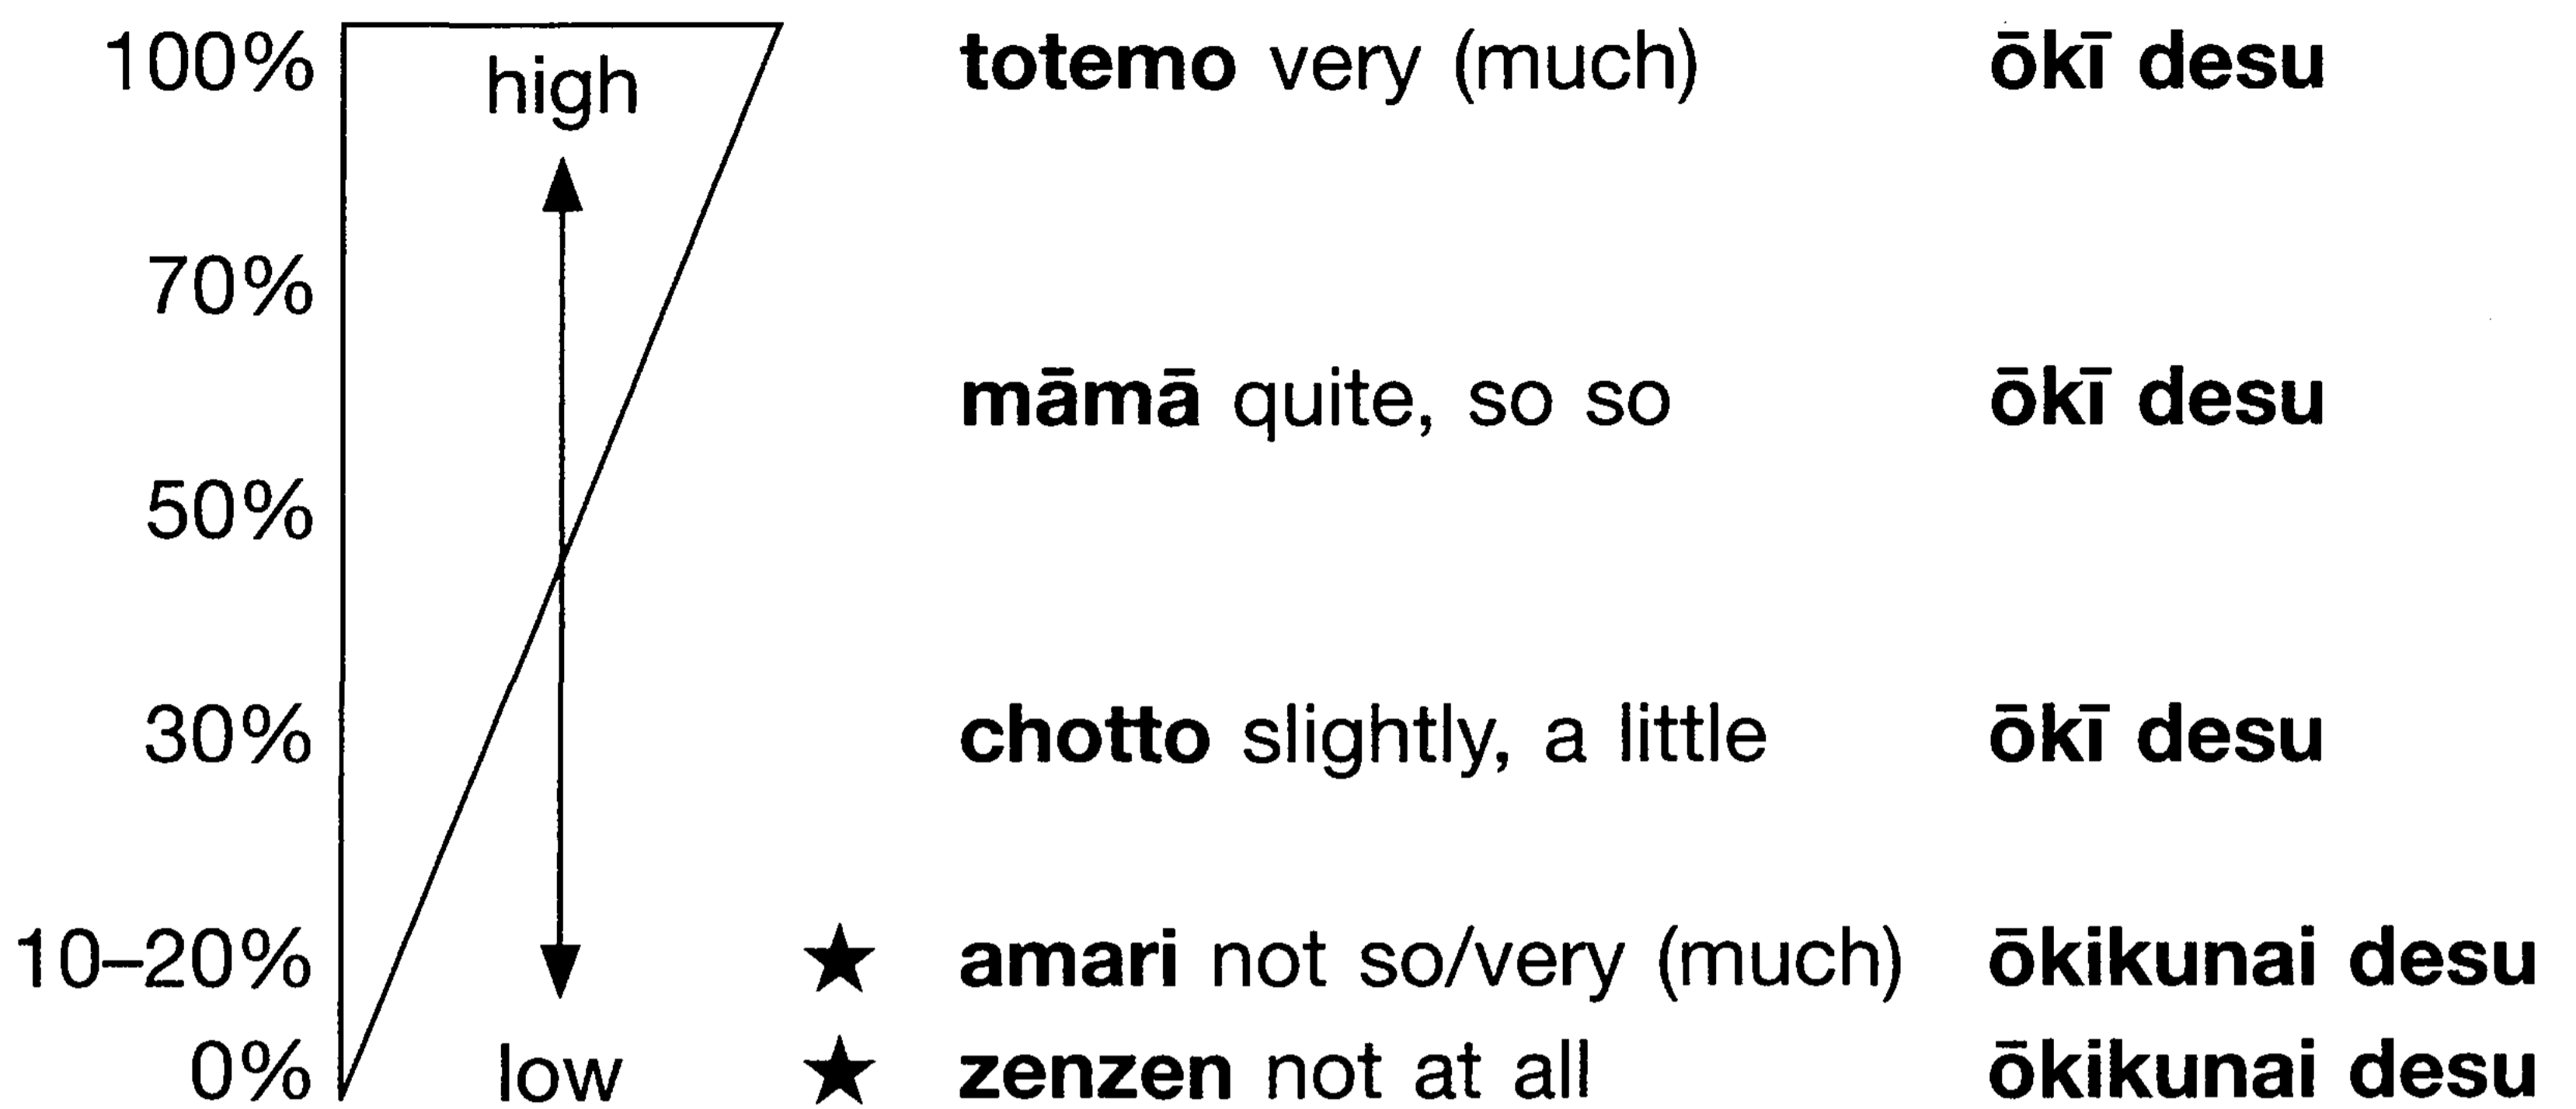 100% high totemo very (much) ōkī desu
70%
māmā quite, so so ōkī desu
50%
30% chotto slightly, a little ōkī desu
10–20% ★ amari not so/very (much) ōkikunai desu
0% low ★ zenzen not at all ōkikunai desu